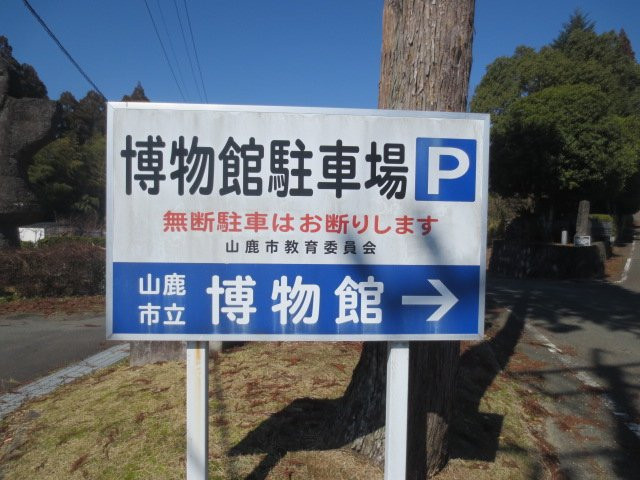 博物館駐車場 P
無断駐車はお断りします
山鹿市教育委員会
山鹿市立 博物館 →